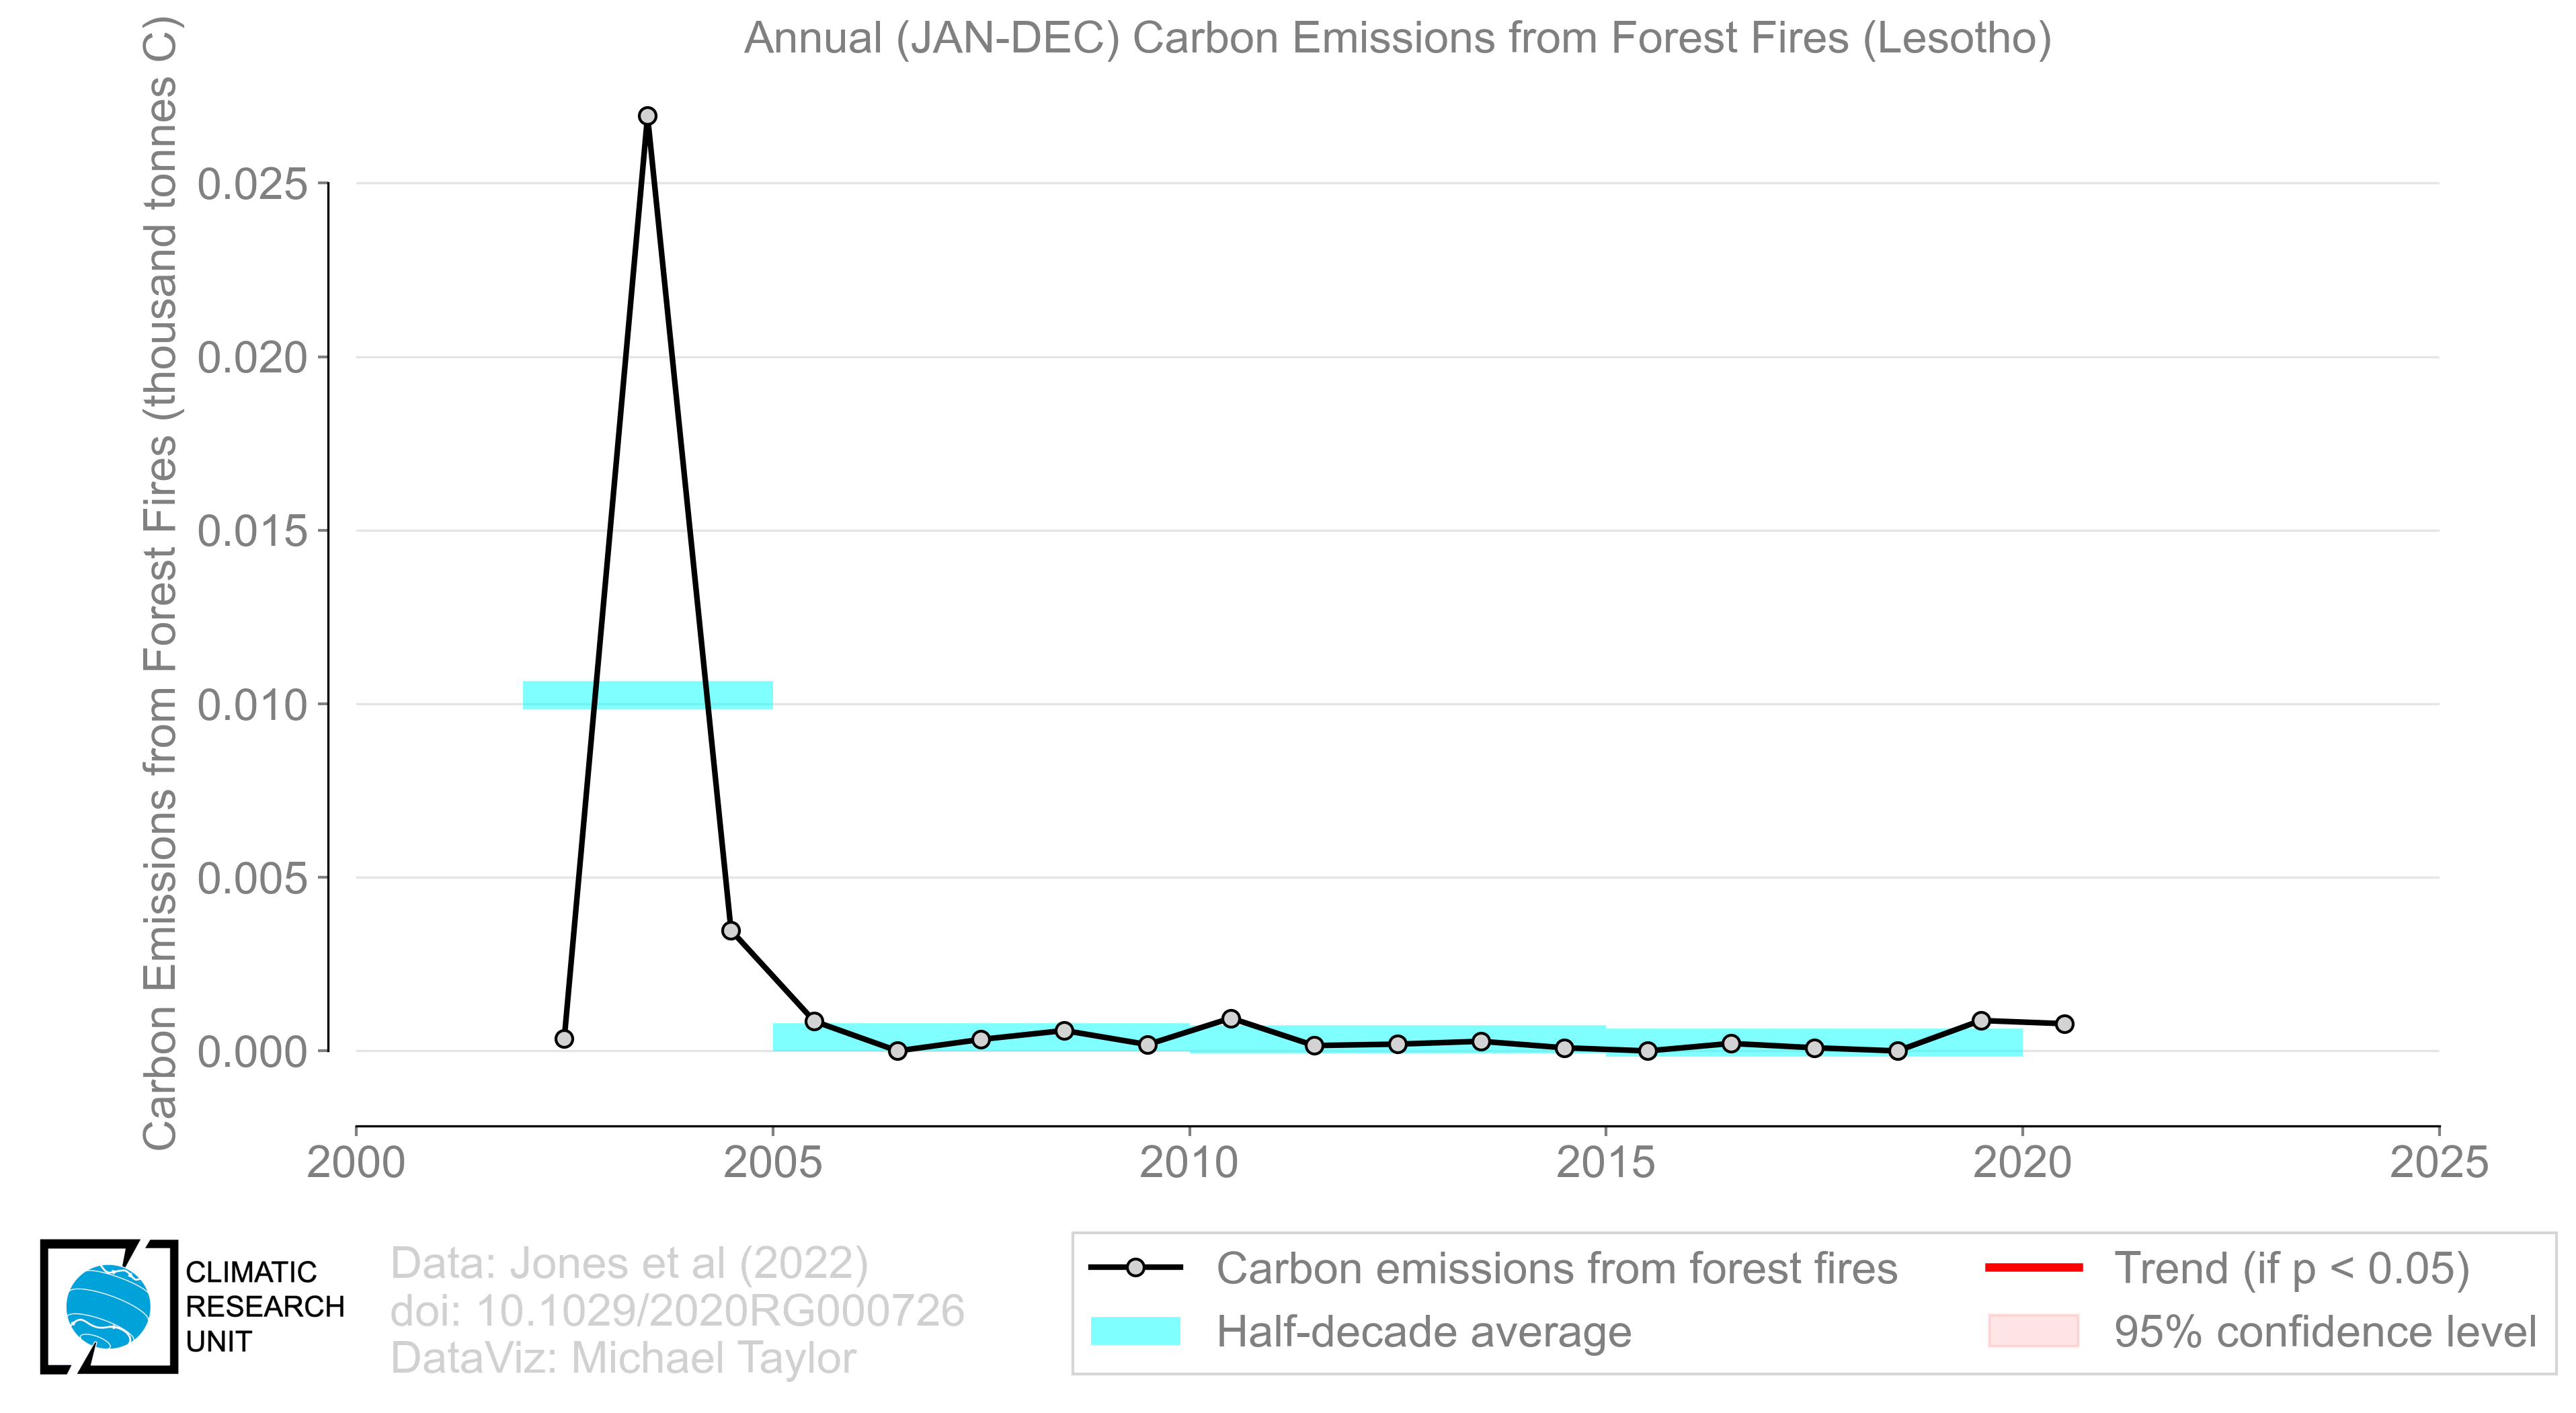 Annual (JAN-DEC) Carbon Emissions from Forest Fires (Lesotho)
Carbon Emissions from Forest Fires (thousand tonnes C)
0.025
0.020
0.015
0.010
0.005
0.000
2000
2005
2010
2015
2020
2025
CLIMATIC
RESEARCH
UNIT
Data: Jones et al (2022)
doi: 10.1029/2020RG000726
DataViz: Michael Taylor
Carbon emissions from forest fires
Half-decade average
Trend (if p < 0.05)
95% confidence level